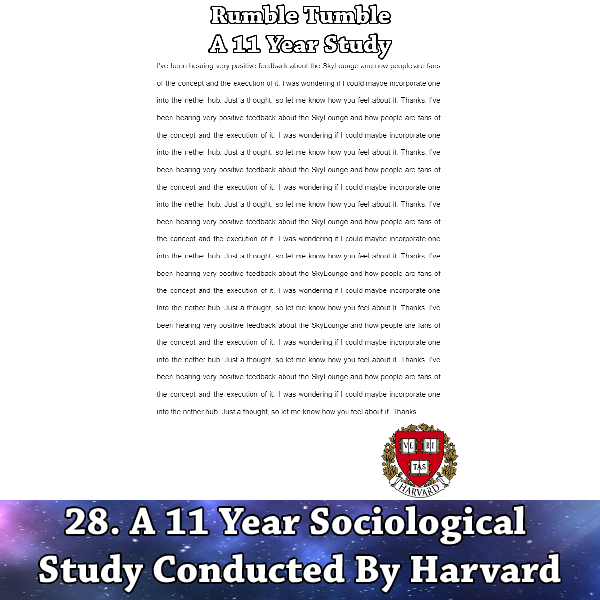 Rumble Tumble
A 11 Year Study
I've been hearing very positive feedback about the SkyLounge and how people are fans
of the concept and the execution of it. I was wondering if I could maybe incorporate one
into the nether hub. Just a thought, so let me know how you feel about it. Thanks. I've
been hearing very positive feedback about the SkyLounge and how people are fans of
the concept and the execution of it. I was wondering if I could maybe incorporate one
into the nether hub. Just a thought, so let me know how you feel about it. Thanks. I've
been hearing very positive feedback about the SkyLounge and how people are fans of
the concept and the execution of it. I was wondering if I could maybe incorporate one
into the nether hub. Just a thought, so let me know how you feel about it. Thanks. I've
been hearing very positive feedback about the SkyLounge and how people are fans of
the concept and the execution of it. I was wondering if I could maybe incorporate one
into the nether hub. Just a thought, so let me know how you feel about it. Thanks. I've
been hearing very positive feedback about the SkyLounge and how people are fans of
the concept and the execution of it. I was wondering if I could maybe incorporate one
into the nether hub. Just a thought, so let me know how you feel about it. Thanks. I've
been hearing very positive feedback about the SkyLounge and how people are fans of
the concept and the execution of it. I was wondering if I could maybe incorporate one
into the nether hub. Just a thought, so let me know how you feel about it. Thanks. I've
been hearing very positive feedback about the SkyLounge and how people are fans of
the concept and the execution of it. I was wondering if I could maybe incorporate one
into the nether hub. Just a thought, so let me know how you feel about it. Thanks
VE RI
TAS
HARVARD
28. A 11 Year Sociological
Study Conducted By Harvard